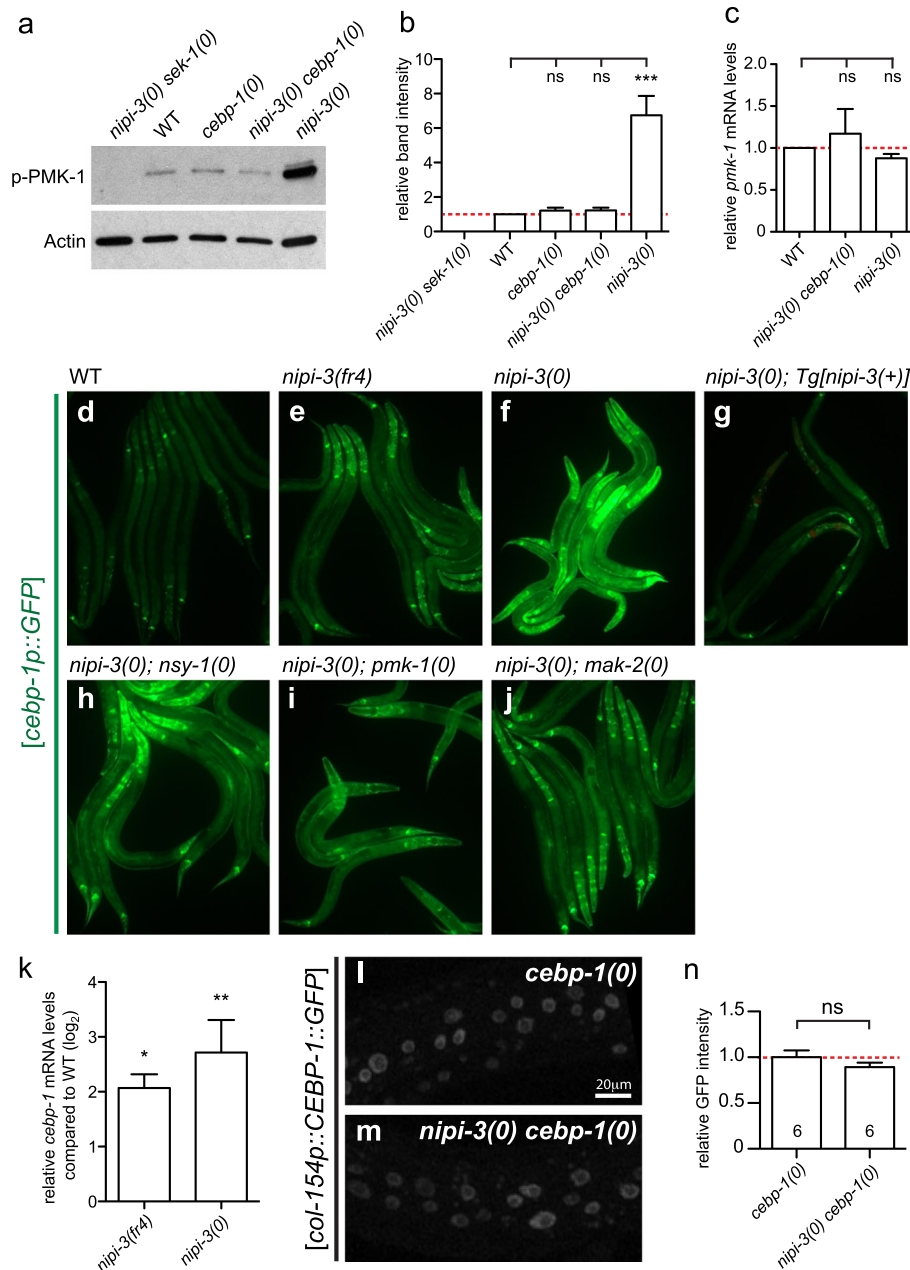 a
nipi-3(0) sek-1(0)
WT
cebp-1(0)
nipi-3(0) cebp-1(0)
nipi-3(0)
p-PMK-1
Actin
b
relative band intensity
10
8
6
4
2
0
ns
ns
***
nipi-3(0) sek-1(0)
WT
cebp-1(0)
nipi-3(0) cebp-1(0)
nipi-3(0)
c
relative pmk-1 mRNA levels
2.0
1.5
1.0
0.5
0
ns
ns
WT
nipi-3(0) cebp-1(0)
nipi-3(0)
[cebp-1p::GFP]
WT
nipi-3(fr4)
nipi-3(0)
nipi-3(0); Tg[nipi-3(+)]
d
e
f
g
nipi-3(0); nsy-1(0)
nipi-3(0); pmk-1(0)
nipi-3(0); mak-2(0)
h
i
j
k
relative cebp-1 mRNA levels
compared to WT (log2)
4
3
2
1
0
*
**
nipi-3(fr4)
nipi-3(0)
[col-154p::CEBP-1::GFP]
l
cebp-1(0)
20μm
m
nipi-3(0) cebp-1(0)
n
relative GFP intensity
1.5
1.0
0.5
0
ns
6
6
cebp-1(0)
nipi-3(0) cebp-1(0)